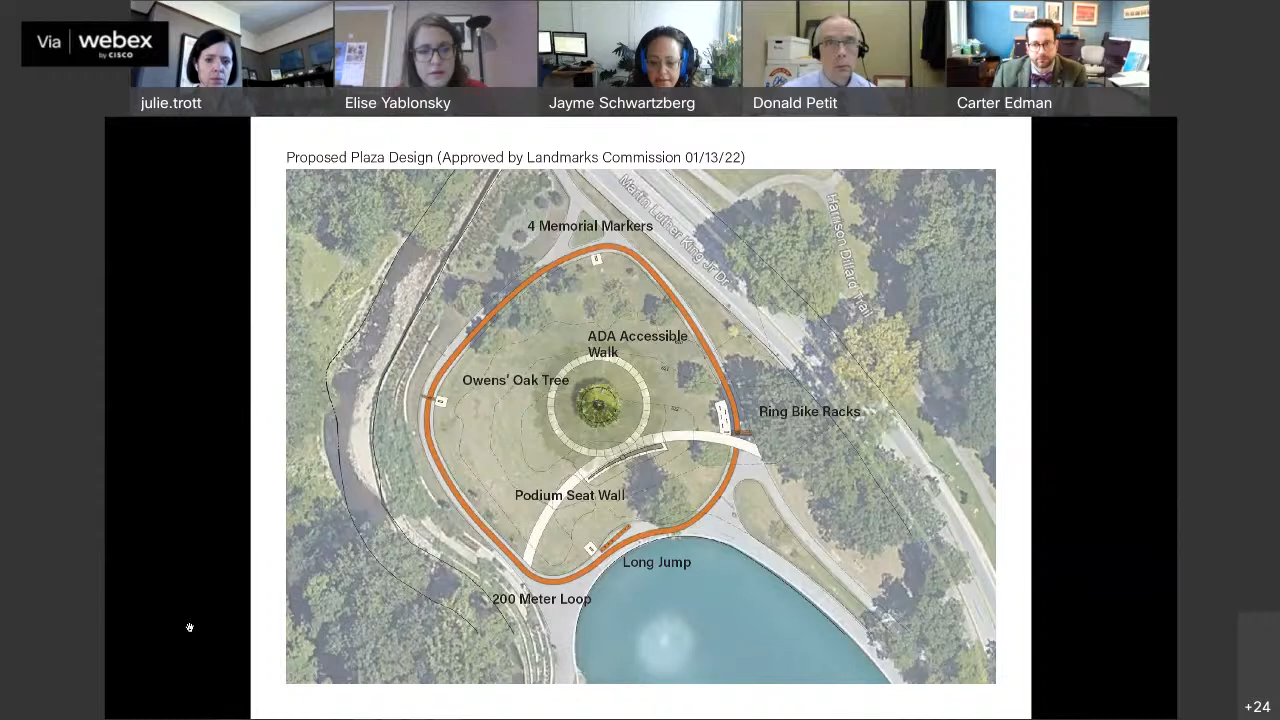 Via webex
by CISCO
julie.trott
Elise Yablonsky
Jayme Schwartzberg
Donald Petit
Carter Edman
Proposed Plaza Design (Approved by Landmarks Commission 01/13/22)
Martin Luther King Jr Dr
Harrison Dillard Trail
4 Memorial Markers
ADA Accessible
Walk
Owens' Oak Tree
Ring Bike Racks
Podium Seat Wall
Long Jump
200 Meter Loop
+24